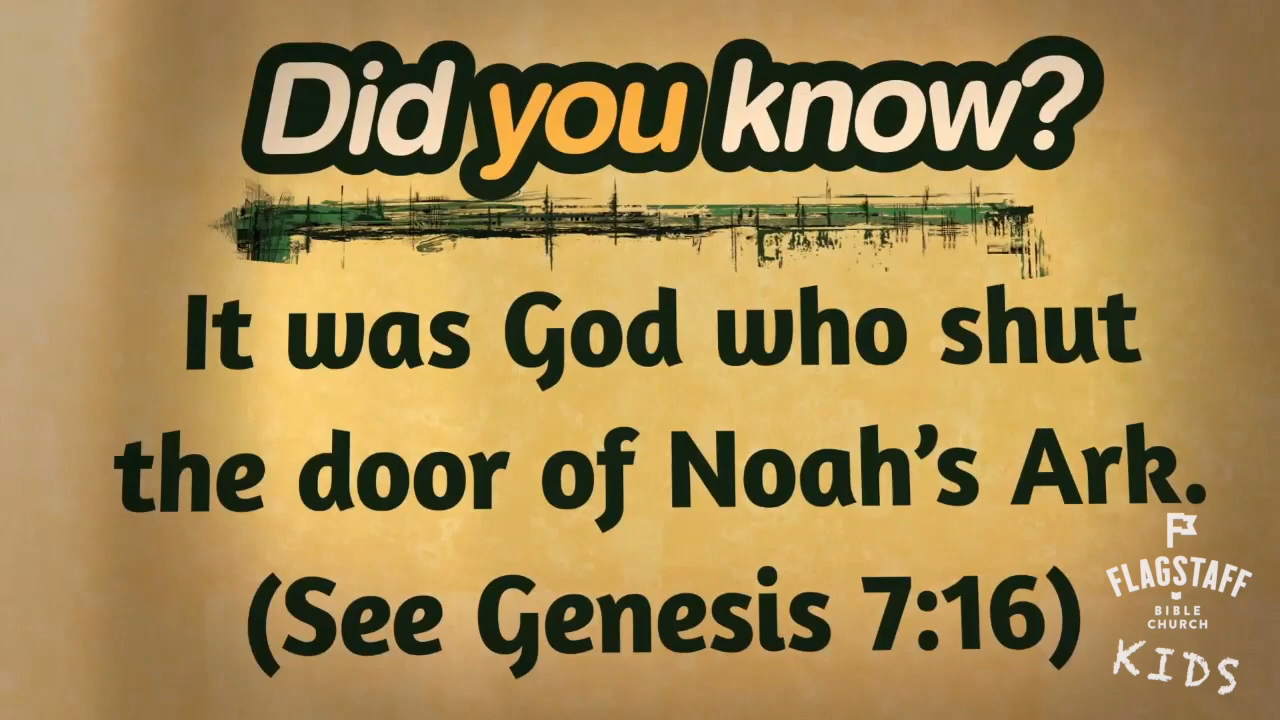 Did you know?
It was God who shut
the door of Noah's Ark.
(See Genesis 7:16)
FLAGSTAFF
BIBLE
CHURCH
KIDS